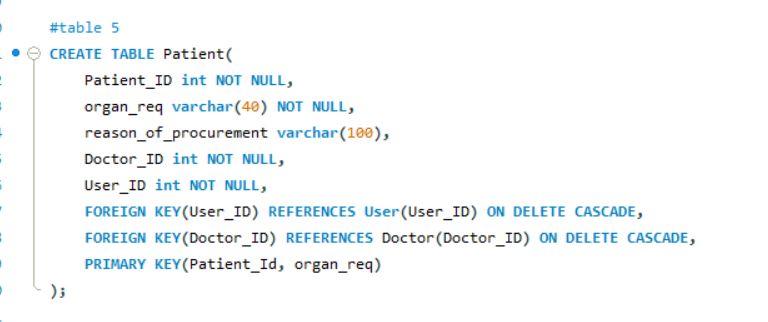 #table 5
CREATE TABLE Patient(
Patient_ID int NOT NULL,
organ_req varchar(40) NOT NULL,
reason_of_procurement varchar(100),
Doctor_ID int NOT NULL,
User_ID int NOT NULL,
FOREIGN KEY(User_ID) REFERENCES User(User_ID) ON DELETE CASCADE,
FOREIGN KEY(Doctor_ID) REFERENCES Doctor(Doctor_ID) ON DELETE CASCADE,
PRIMARY KEY(Patient_Id, organ_req)
);